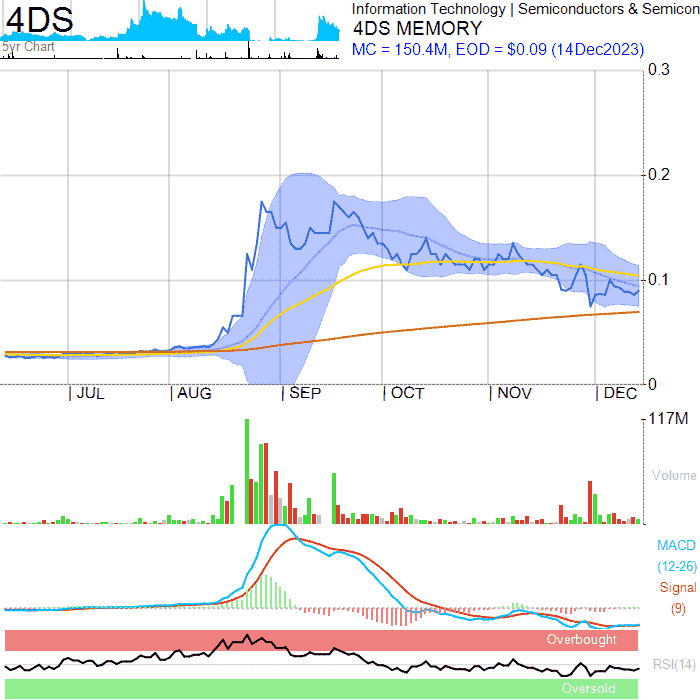 4DS
5yr Chart
Information Technology | Semiconductors & Semicon
4DS MEMORY
MC = 150.4M, EOD = $0.09 (14Dec2023)
0.3
0.2
0.1
0
| JUL | AUG | SEP | OCT | NOV | DEC
117M
Volume
MACD
(12-26)
Signal
(9)
Overbought
RSI(14)
Oversold